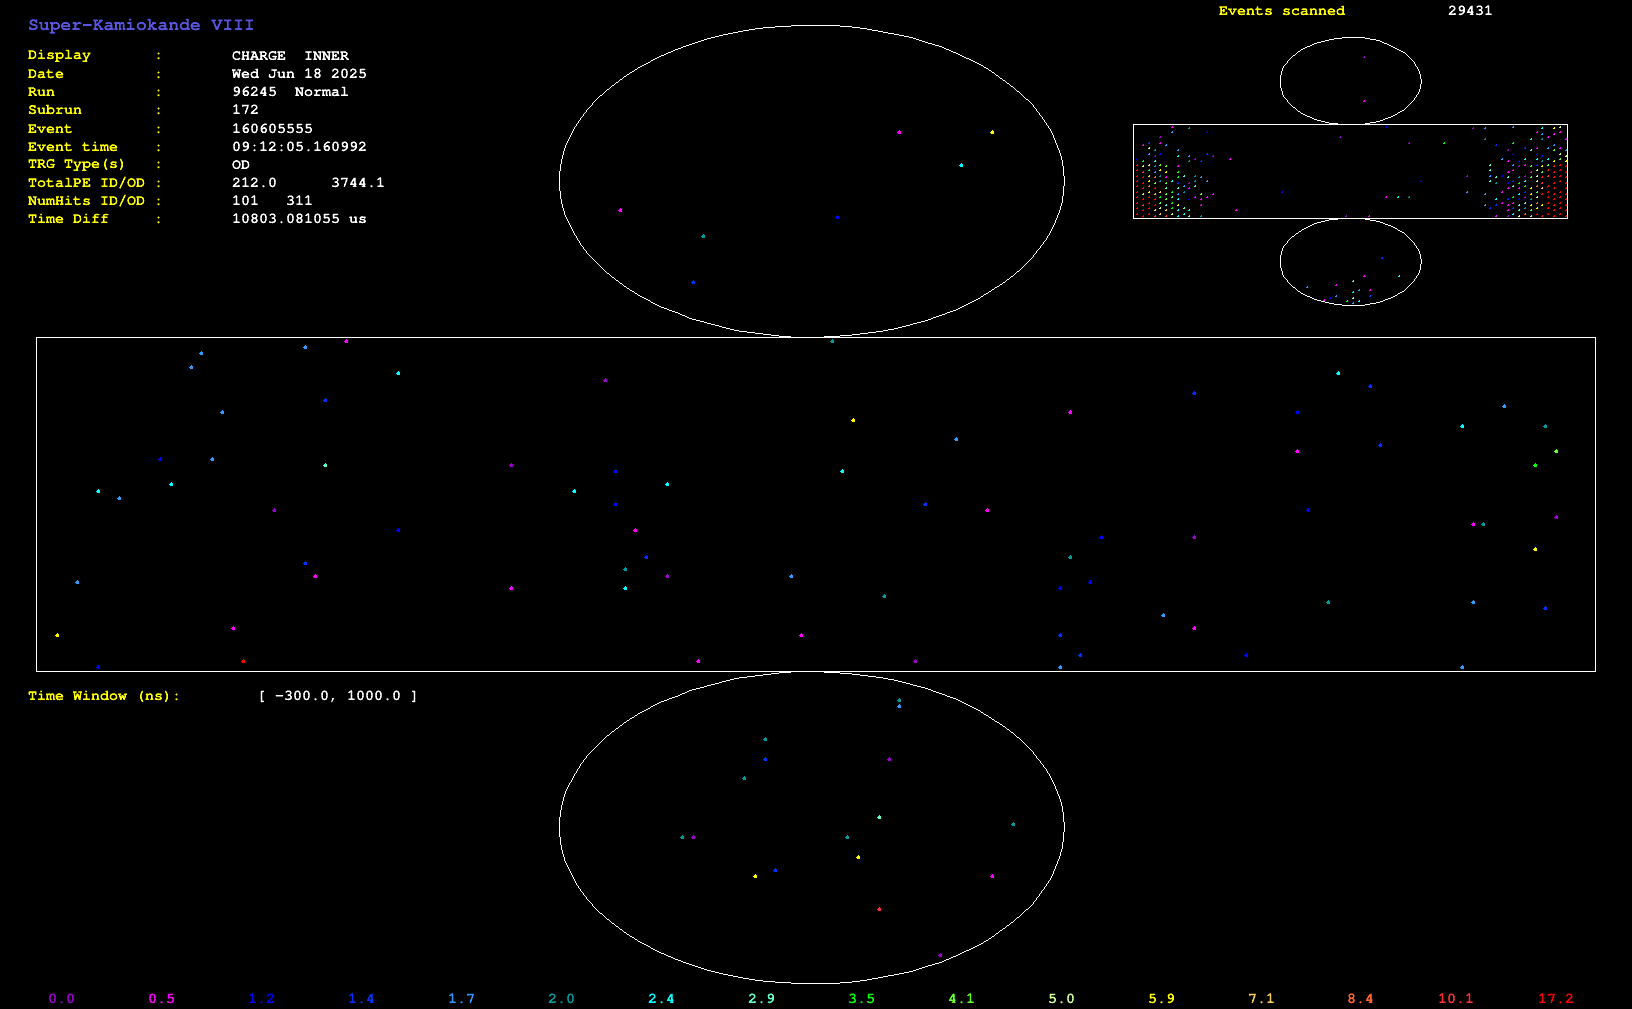 Super-Kamiokande VIII
Events scanned 29431
Display : CHARGE INNER
Date : Wed Jun 18 2025
Run : 96245 Normal
Subrun : 172
Event : 160605555
Event time : 09:12:05.160992
TRG Type(s) : OD
TotalPE ID/OD : 212.0 3744.1
NumHits ID/OD : 101 311
Time Diff : 10803.081055 us
Time Window (ns): [ −300.0, 1000.0 ]
0.0 0.5 1.2 1.4 1.7 2.0 2.4 2.9 3.5 4.1 5.0 5.9 7.1 8.4 10.1 17.2